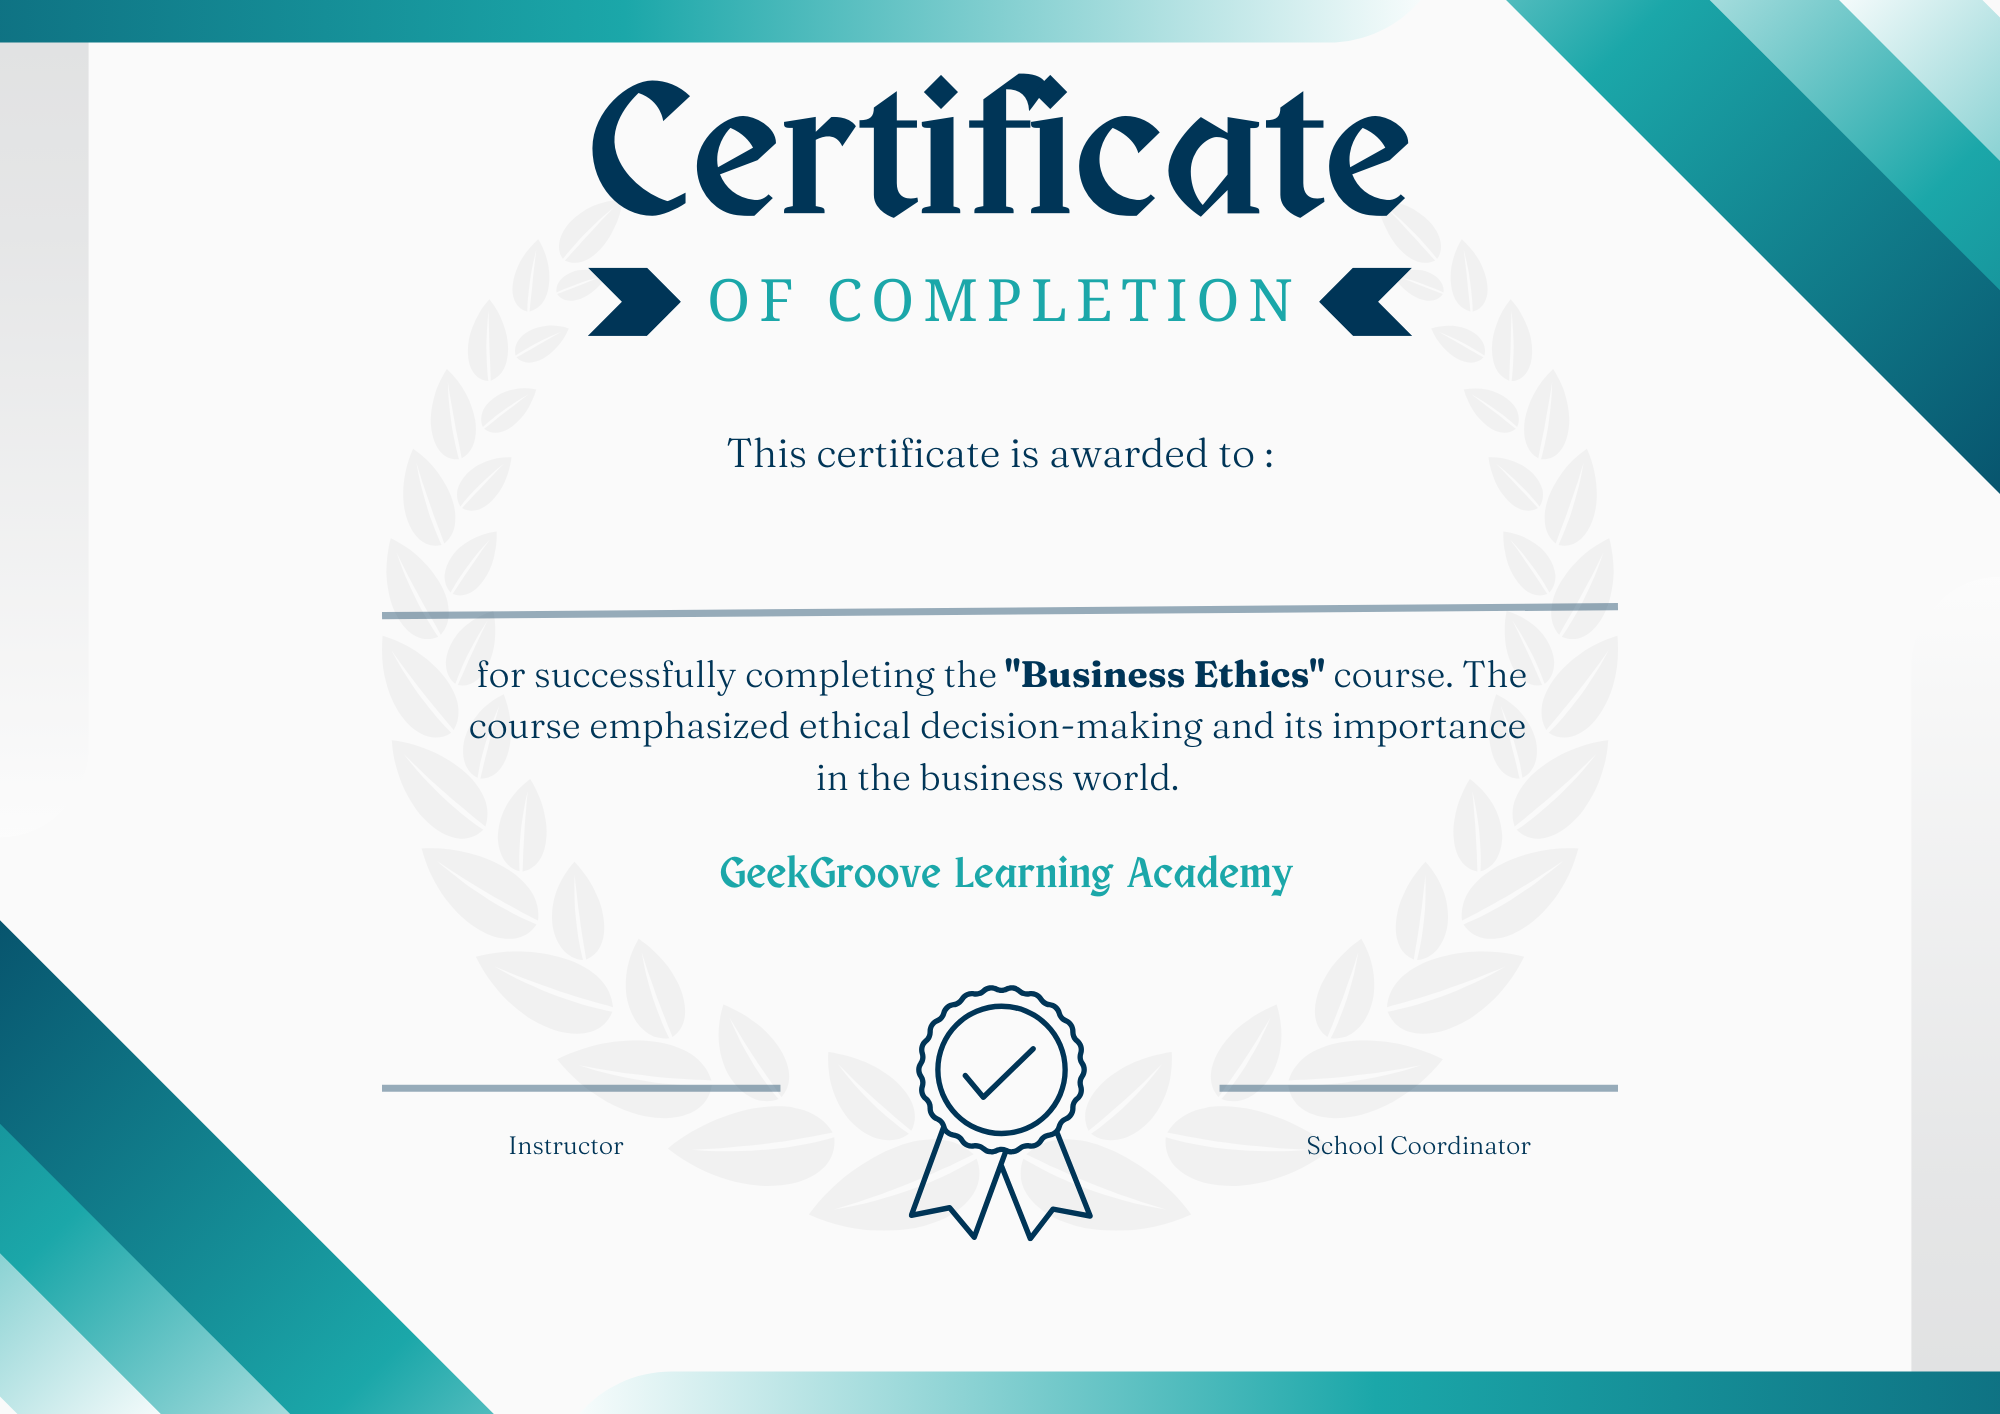 Certificate
OF COMPLETION
This certificate is awarded to :
for successfully completing the "Business Ethics" course. The
course emphasized ethical decision-making and its importance
in the business world.
GeekGroove Learning Academy
Instructor
School Coordinator